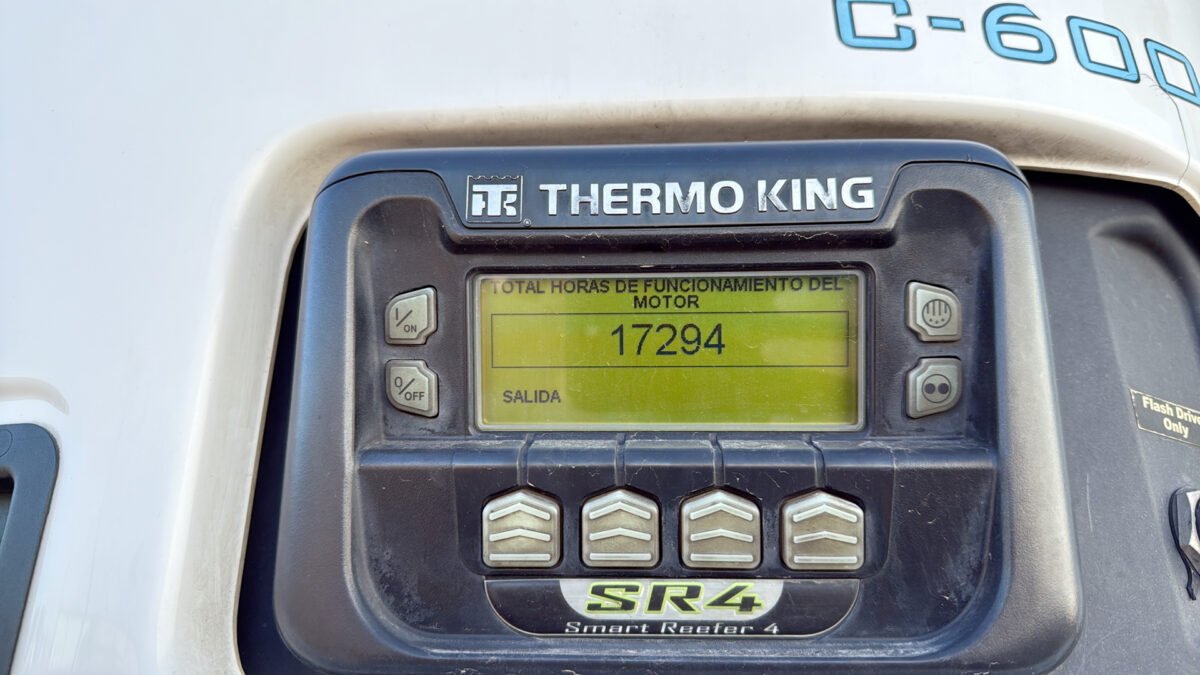 C-600
TK THERMO KING
TOTAL HORAS DE FUNCIONAMIENTO DEL
MOTOR
17294
SALIDA
I/ON
O/OFF
Flash Drive
Only
SR4
Smart Reefer 4